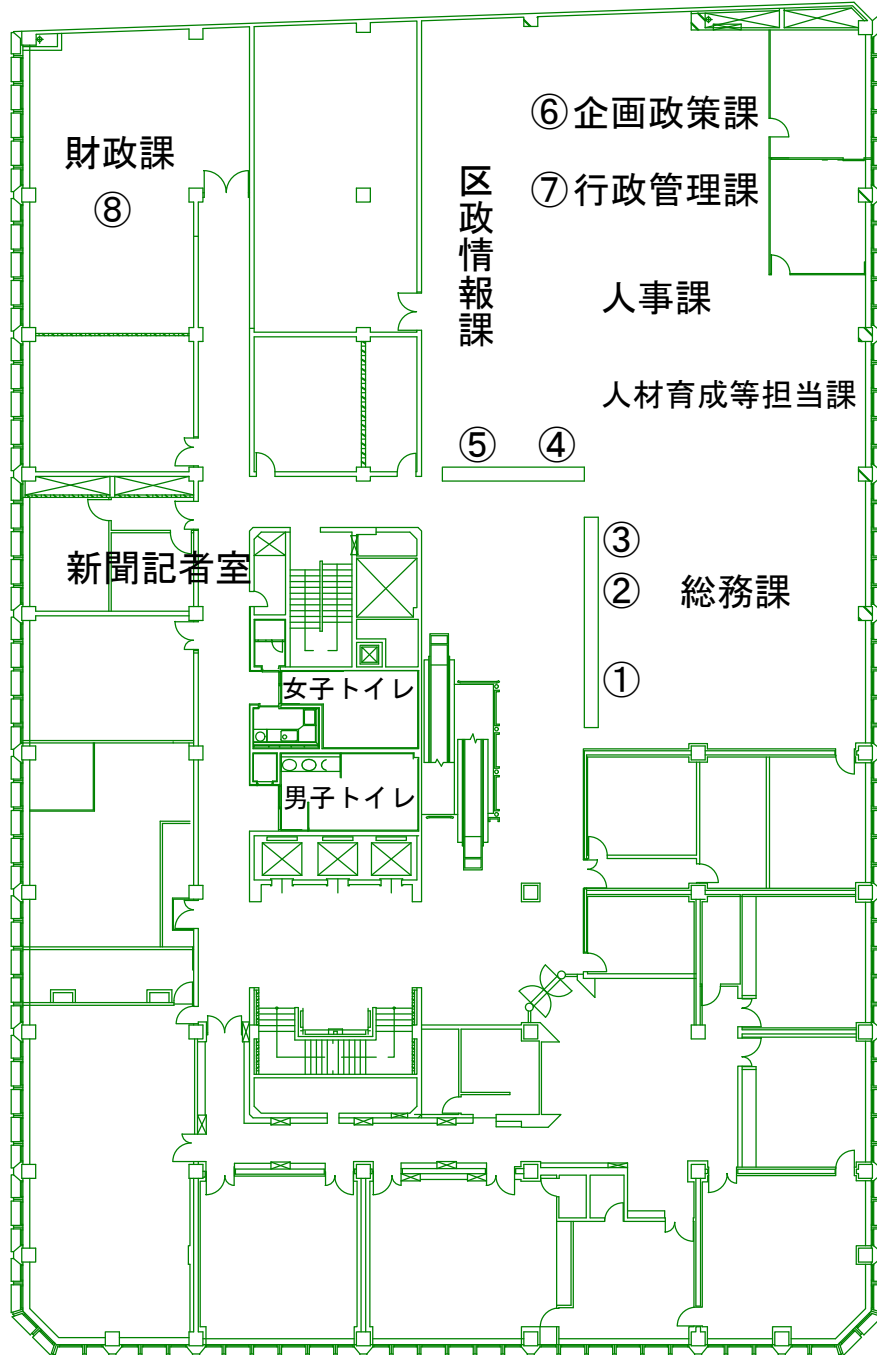 ⑥企画政策課
財政課
⑧
区政情報課
⑦行政管理課
人事課
人材育成等担当課
⑤
④
③
新聞記者室
②
総務課
①
女子トイレ
男子トイレ